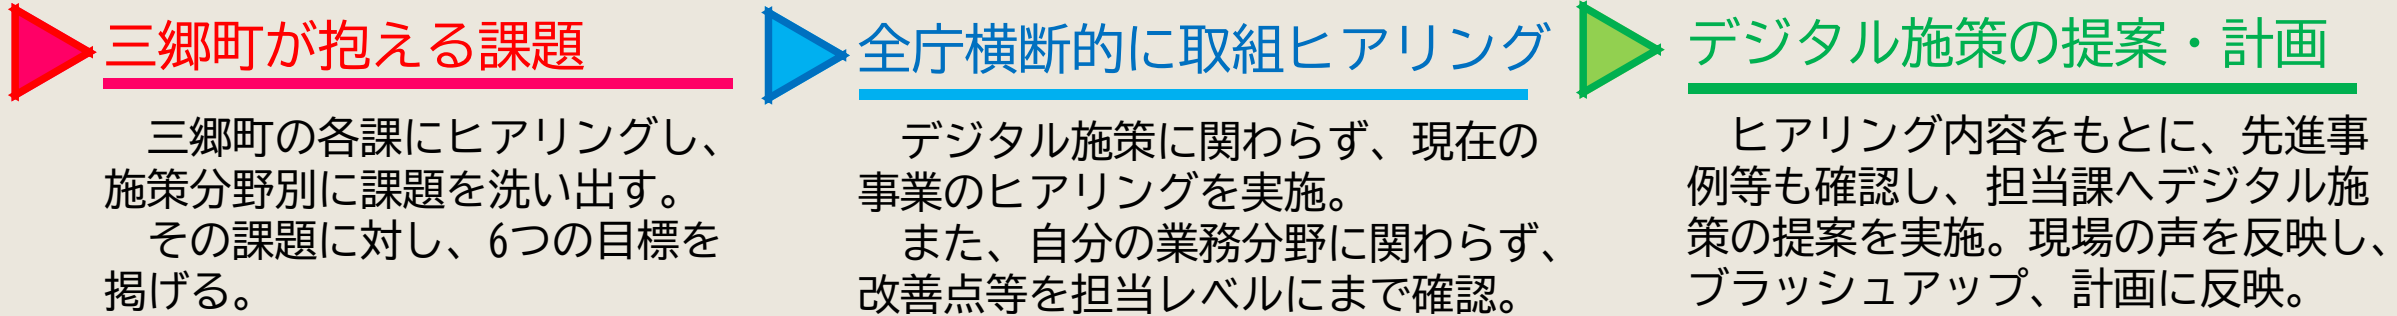 三郷町が抱える課題
三郷町の各課にヒアリングし、
施策分野別に課題を洗い出す。
その課題に対し、6つの目標を
掲げる。
全庁横断的に取組ヒアリング
デジタル施策に関わらず、現在の
事業のヒアリングを実施。
また、自分の業務分野に関わらず、
改善点等を担当レベルにまで確認。
デジタル施策の提案・計画
ヒアリング内容をもとに、先進事
例等も確認し、担当課へデジタル施
策の提案を実施。現場の声を反映し、
ブラッシュアップ、計画に反映。